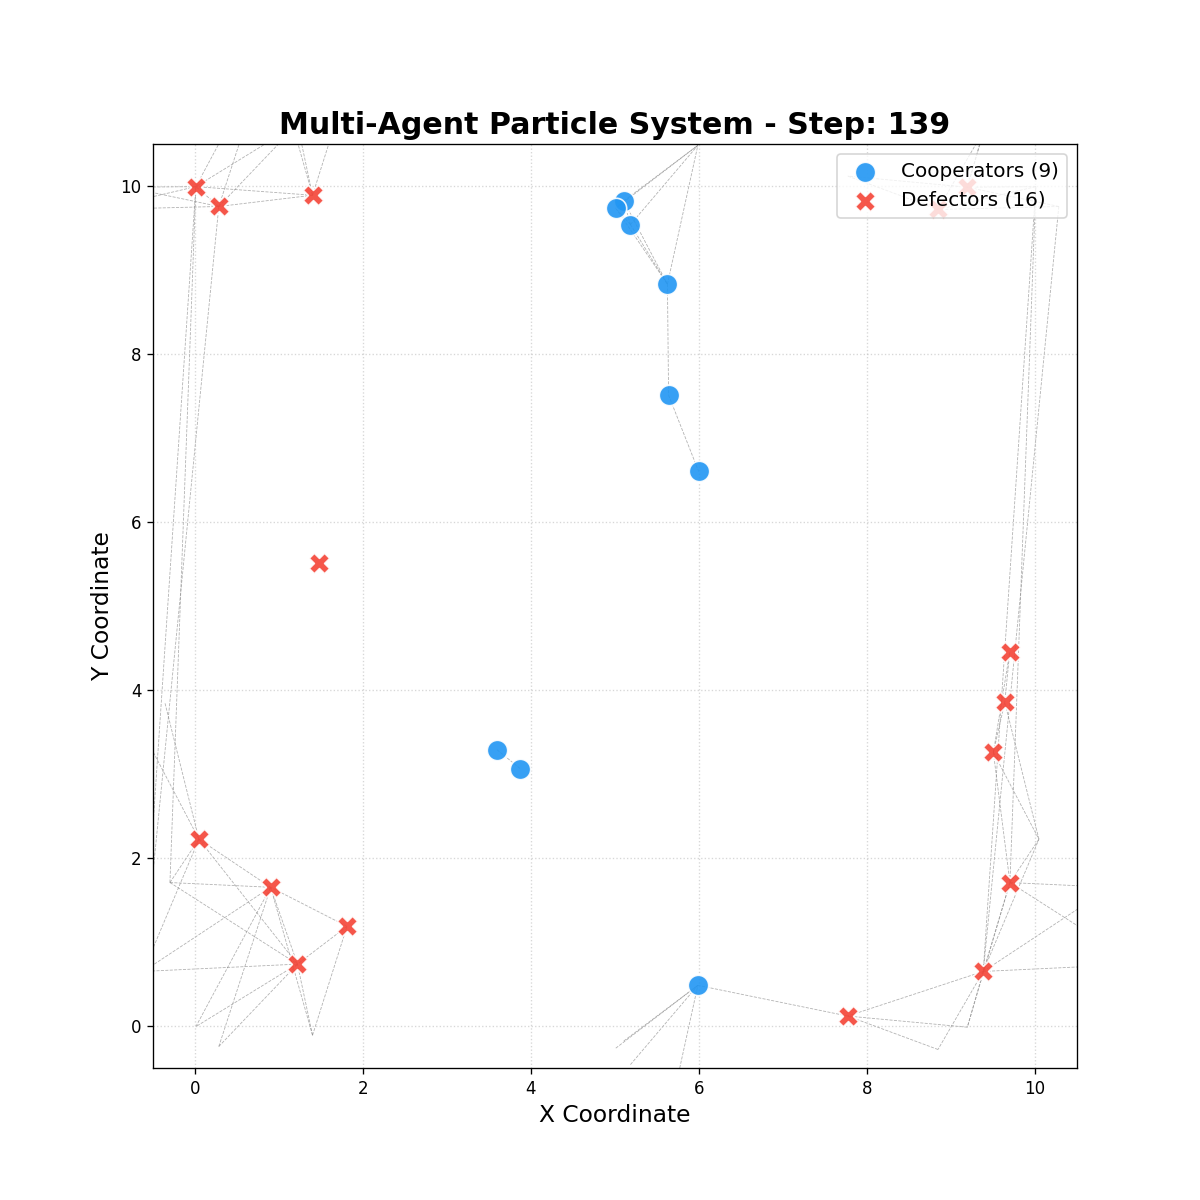 Multi-Agent Particle System - Step: 139
Cooperators (9)
Defectors (16)
Y Coordinate
10
8
6
4
2
0
0 2 4 6 8 10
X Coordinate